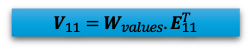 V₁₁ = W_values · E₁₁ᵀ